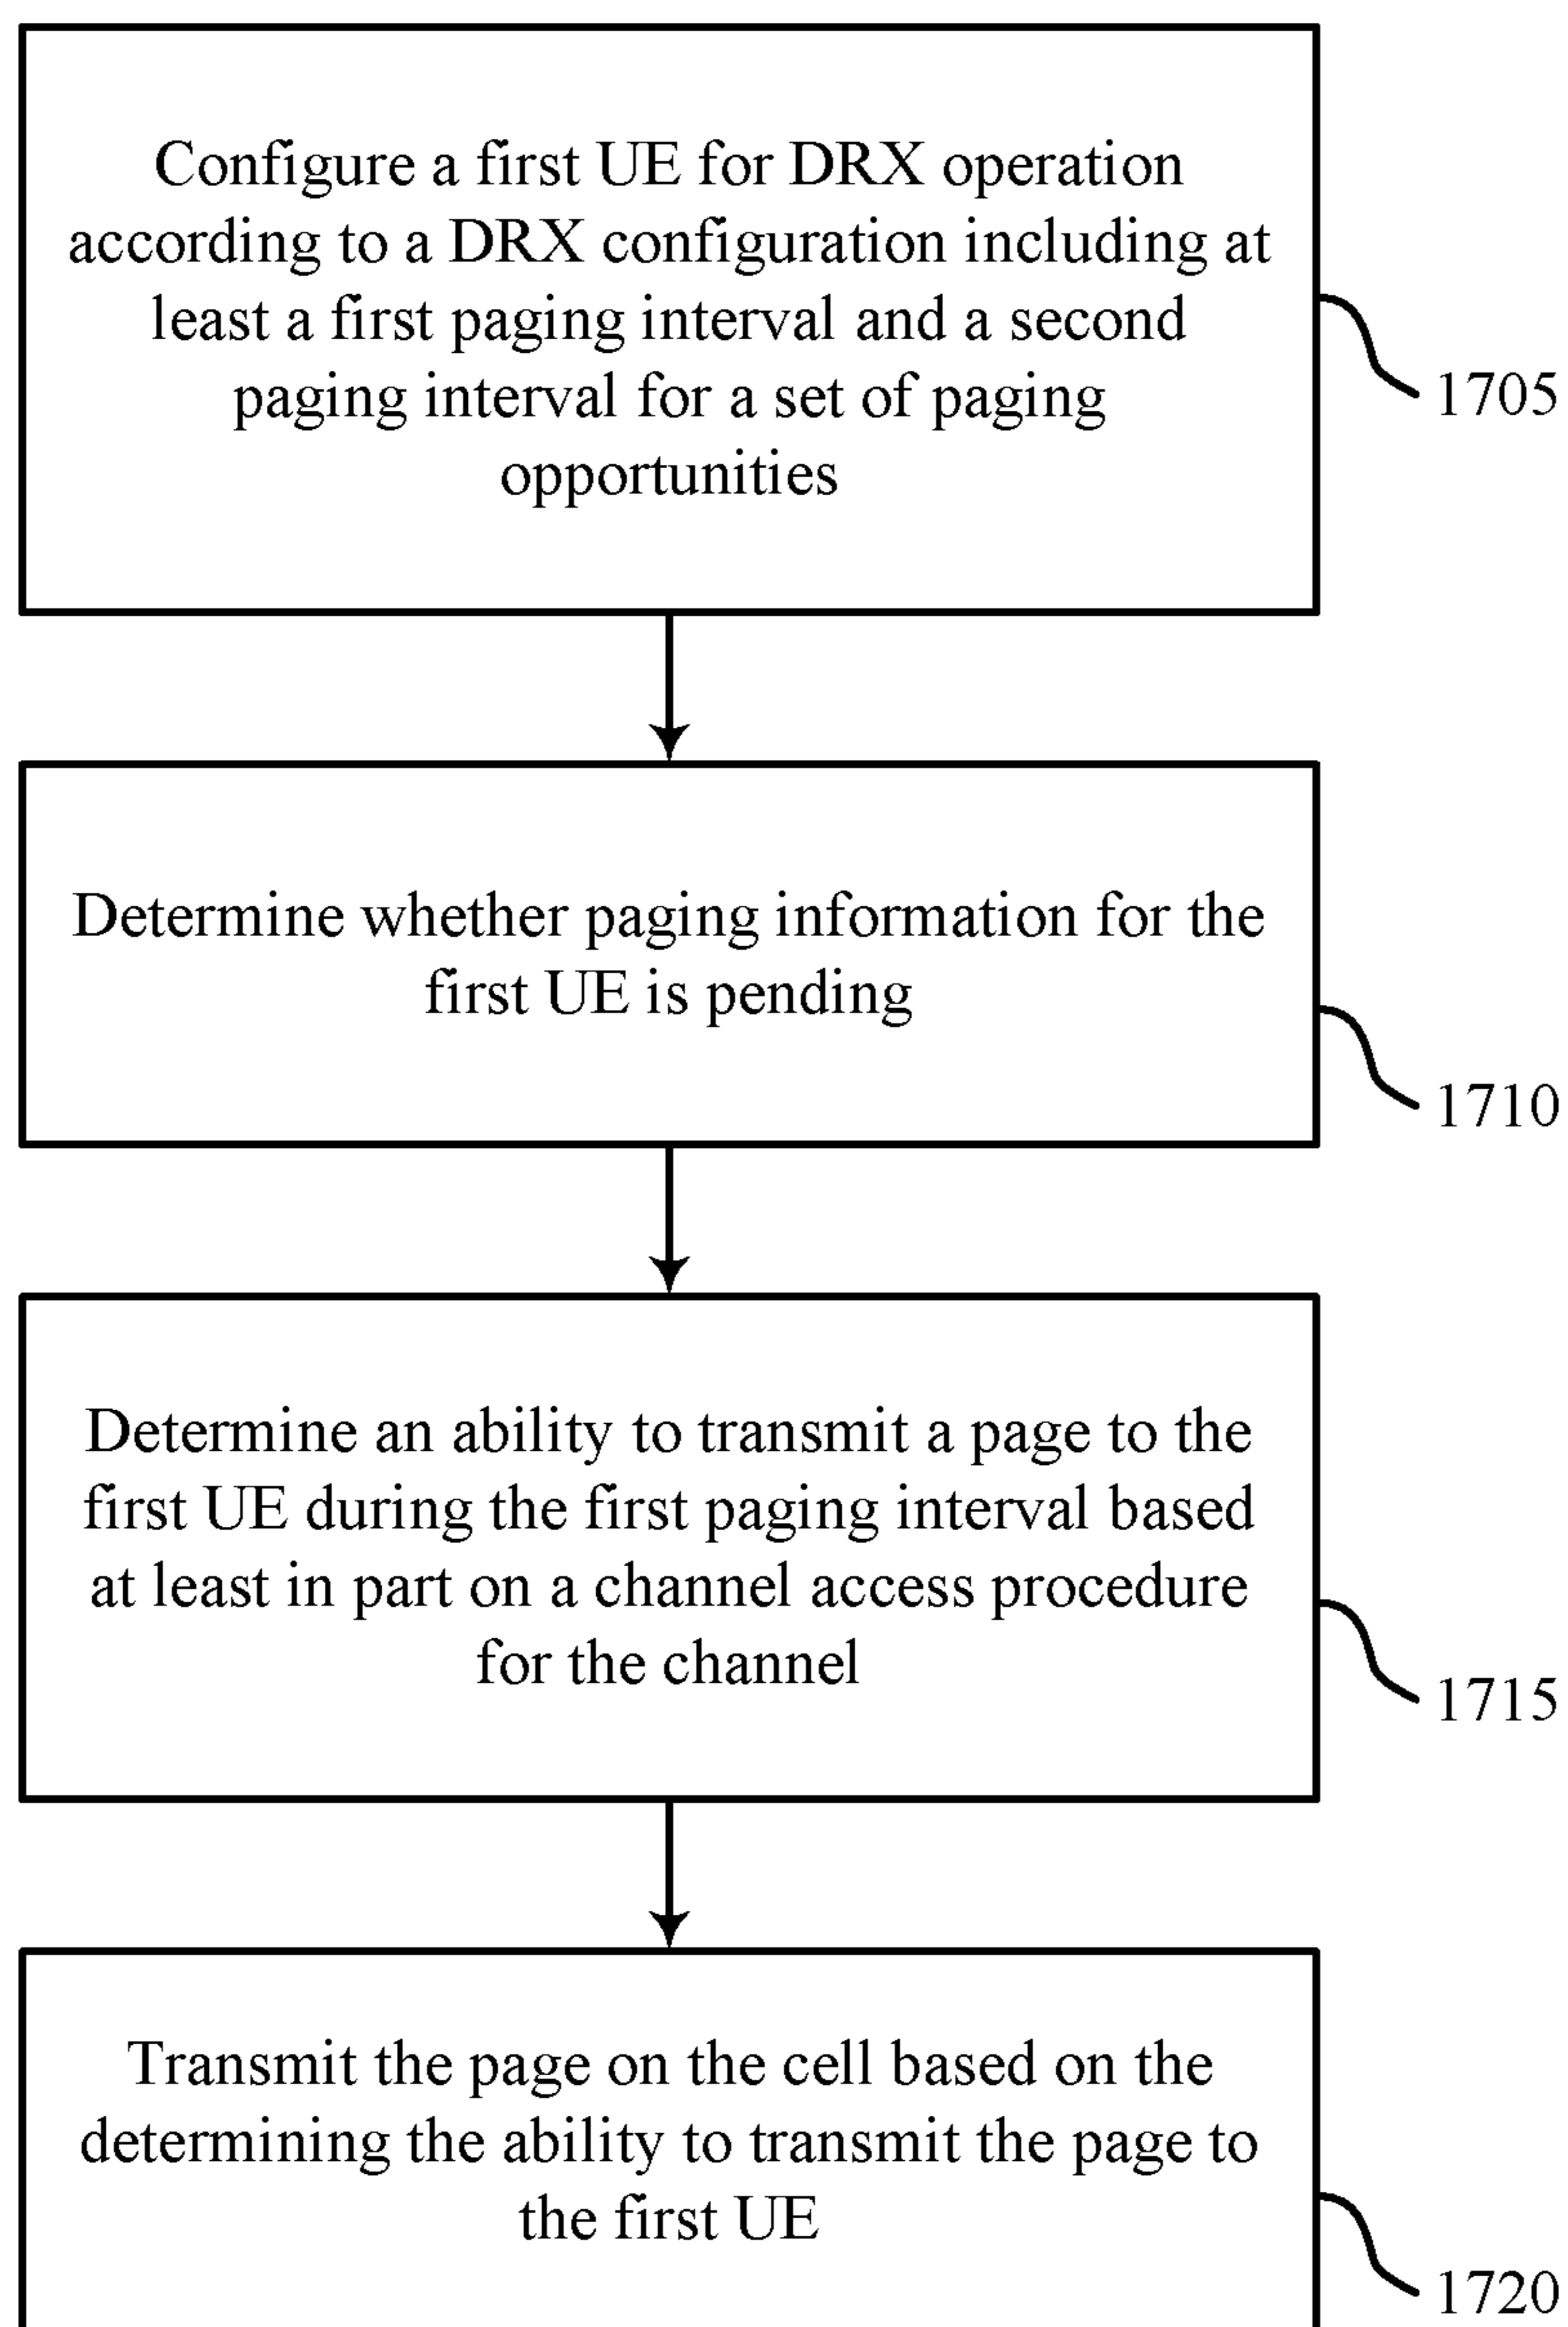 Configure a first UE for DRX operation
according to a DRX configuration including at
least a first paging interval and a second
paging interval for a set of paging
opportunities
1705
Determine whether paging information for the
first UE is pending
1710
Determine an ability to transmit a page to the
first UE during the first paging interval based
at least in part on a channel access procedure
for the channel
1715
Transmit the page on the cell based on the
determining the ability to transmit the page to
the first UE
1720